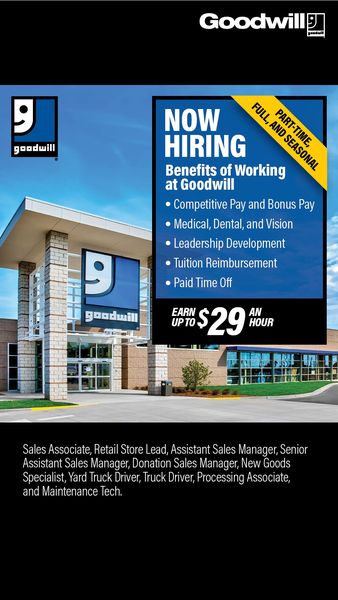 Goodwill
goodwill
goodwill
PART-TIME,
FULL, AND SEASONAL
NOW
HIRING
Benefits of Working
at Goodwill
• Competitive Pay and Bonus Pay
• Medical, Dental, and Vision
• Leadership Development
• Tuition Reimbursement
• Paid Time Off
EARN UP TO $29 AN HOUR
goodwill
Sales Associate, Retail Store Lead, Assistant Sales Manager, Senior
Assistant Sales Manager, Donation Sales Manager, New Goods
Specialist, Yard Truck Driver, Truck Driver, Processing Associate,
and Maintenance Tech.